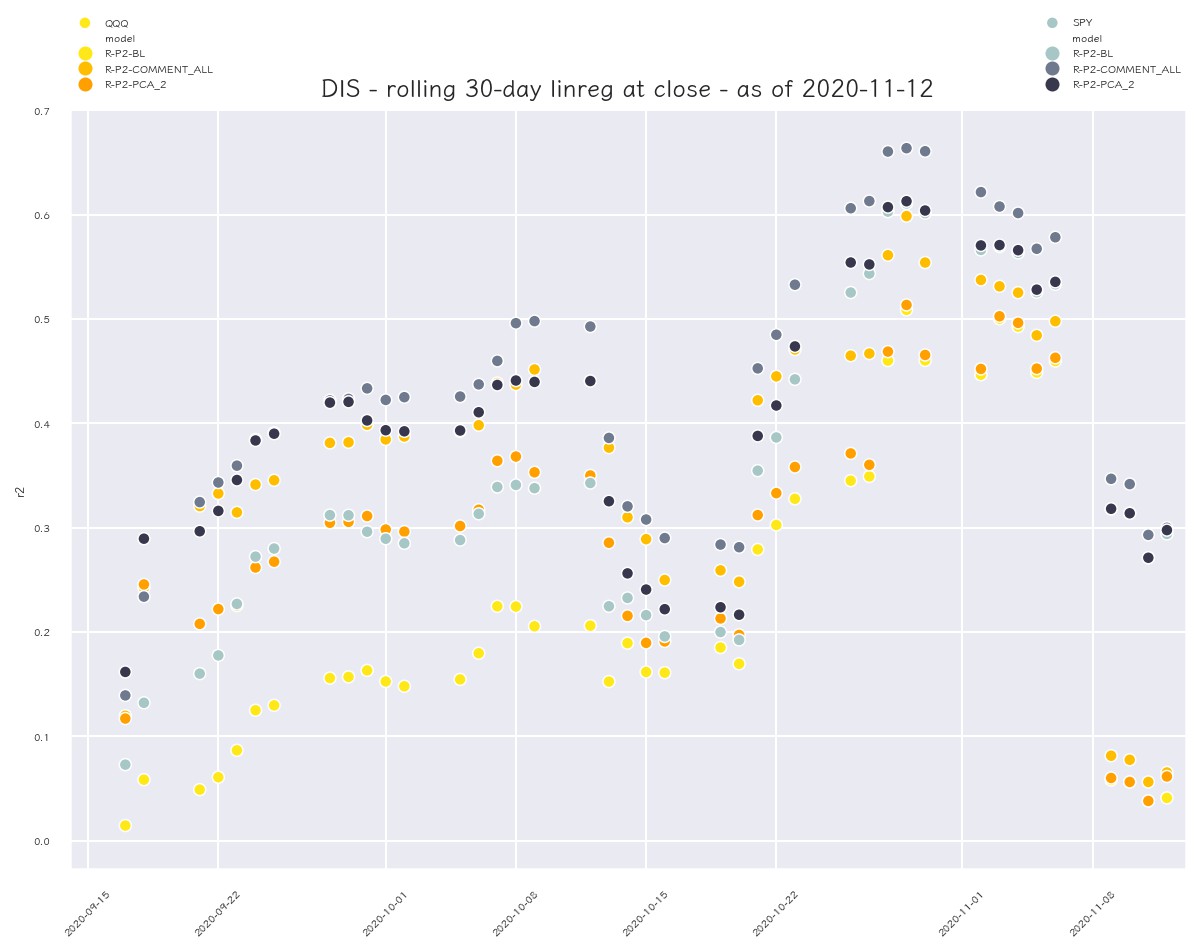 QQQ
model
R-P2-BL
R-P2-COMMENT_ALL
R-P2-PCA_2
SPY
model
R-P2-BL
R-P2-COMMENT_ALL
R-P2-PCA_2
DIS - rolling 30-day linreg at close - as of 2020-11-12
0.7
0.6
0.5
0.4
0.3
0.2
0.1
0.0
r2
2020-09-15
2020-09-22
2020-10-01
2020-10-08
2020-10-15
2020-10-22
2020-11-01
2020-11-08